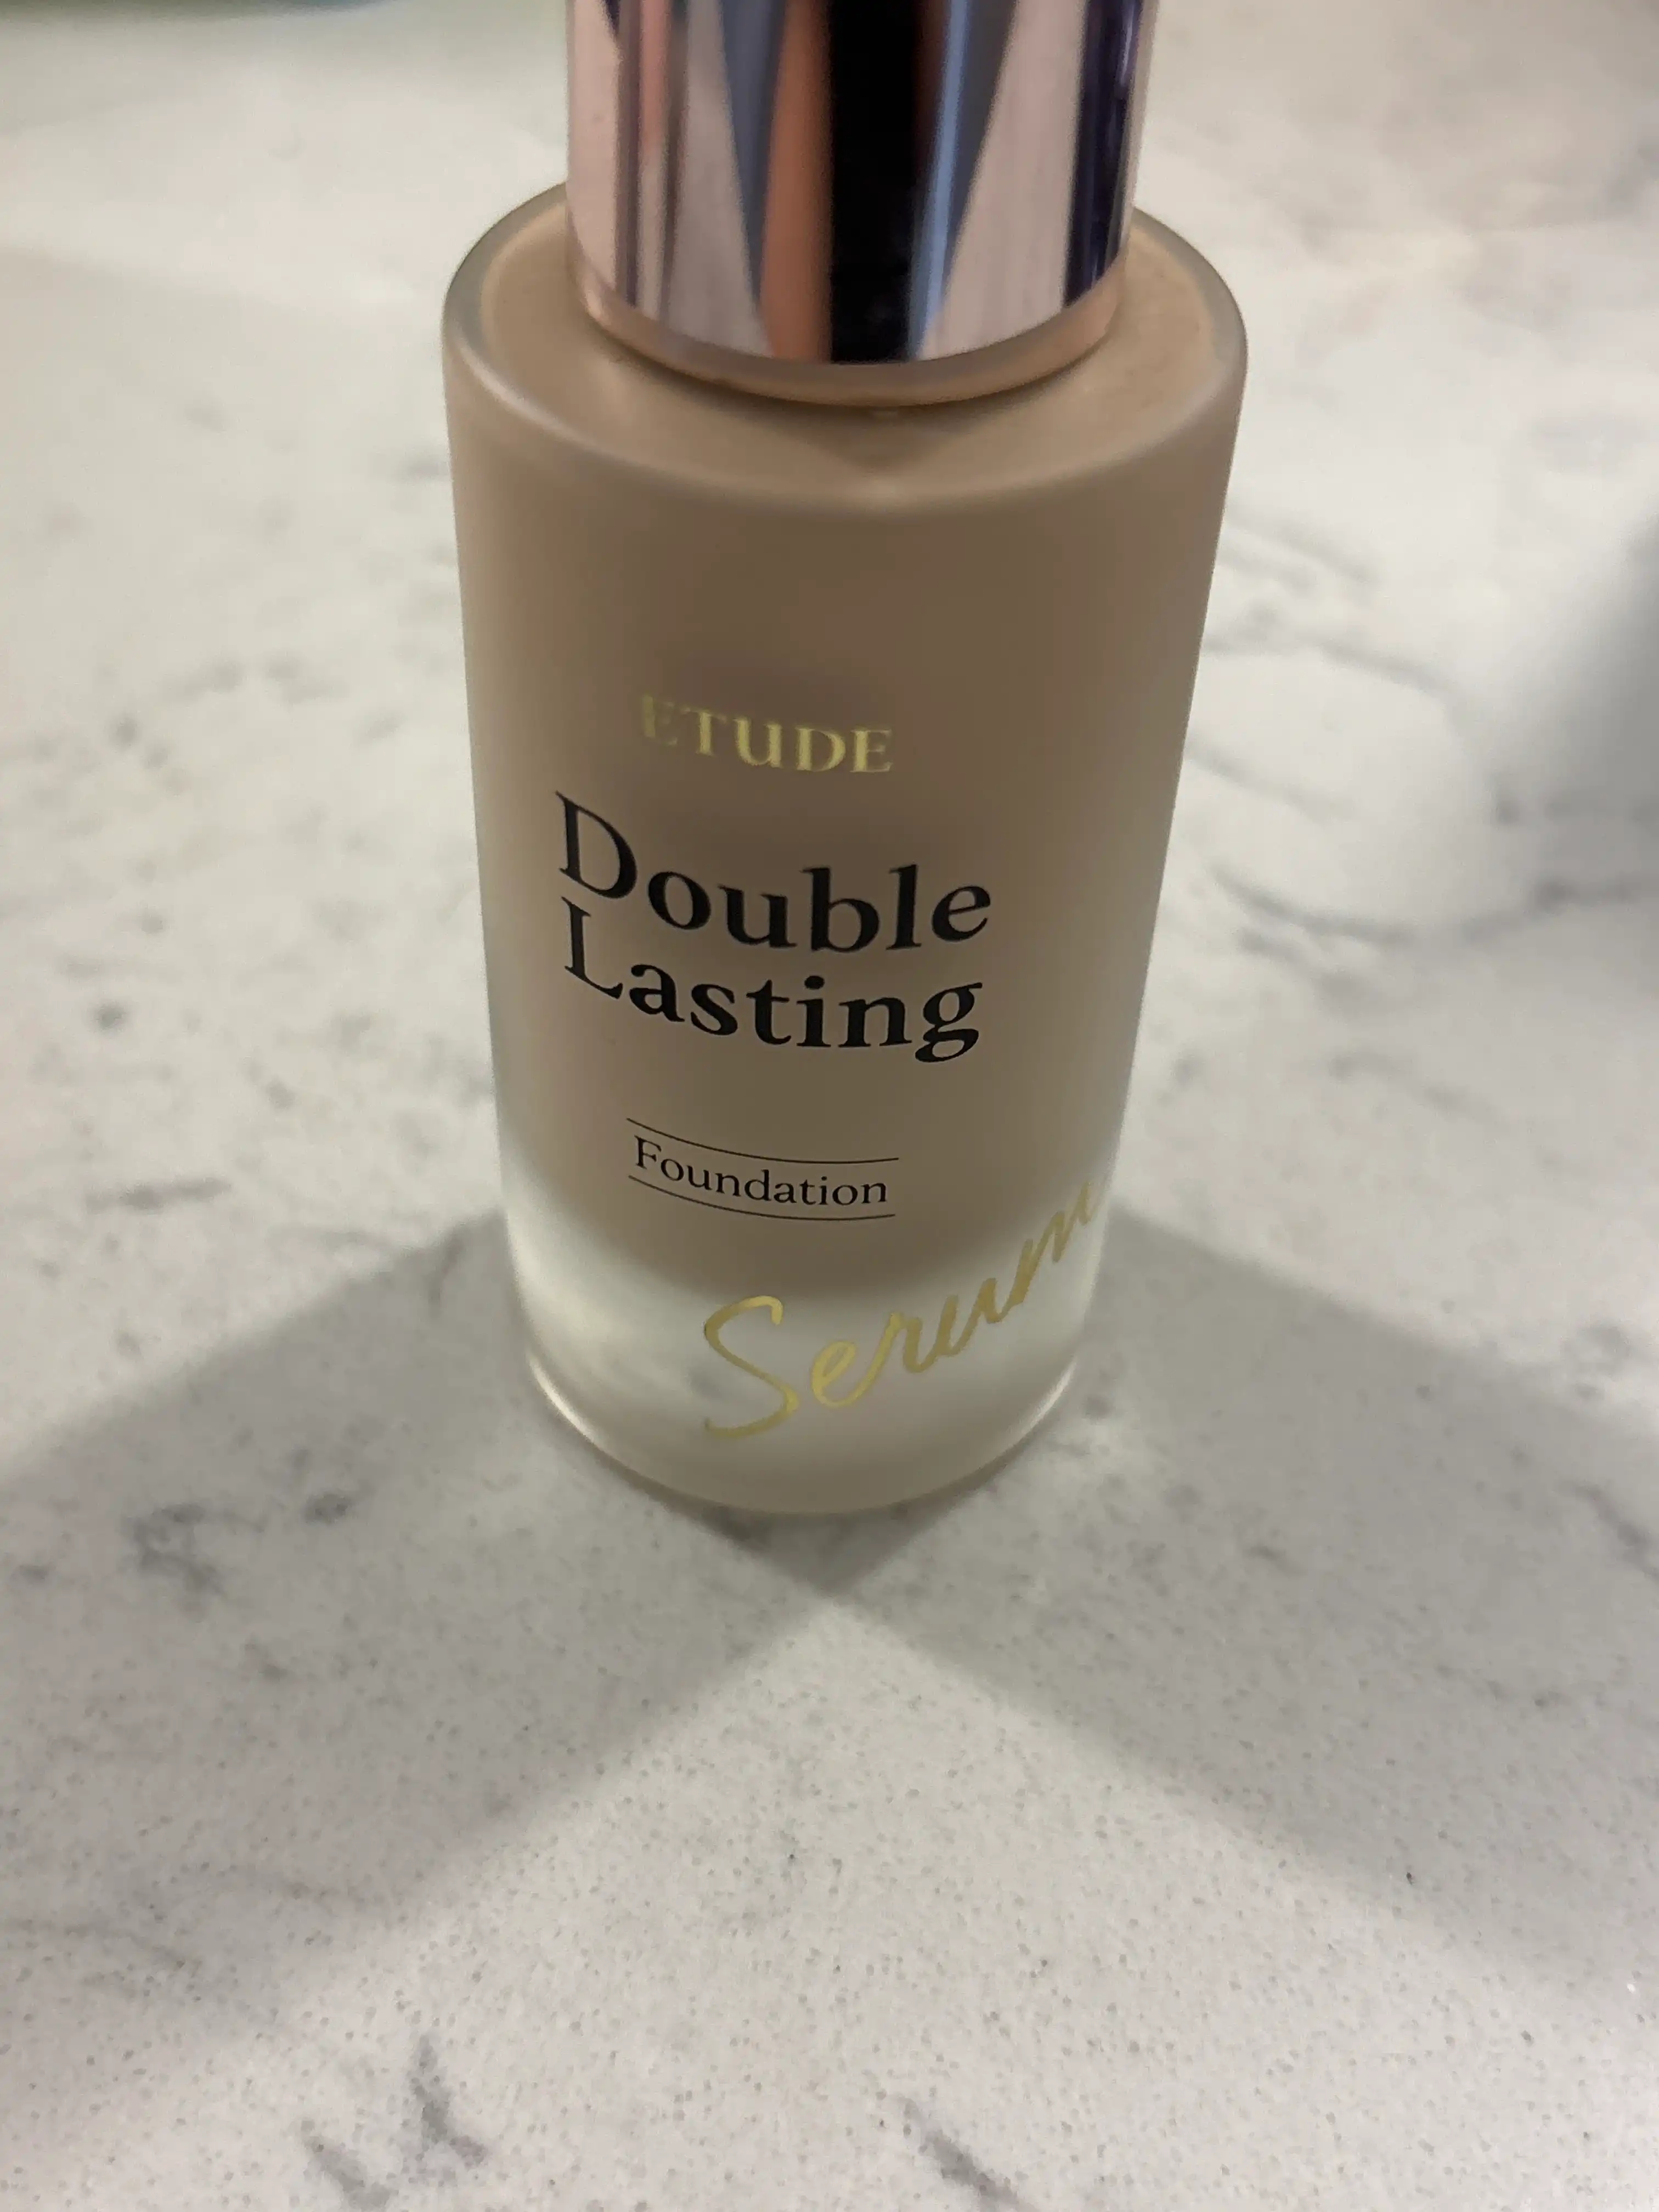 ETUDE
Double
Lasting
Foundation
Serum